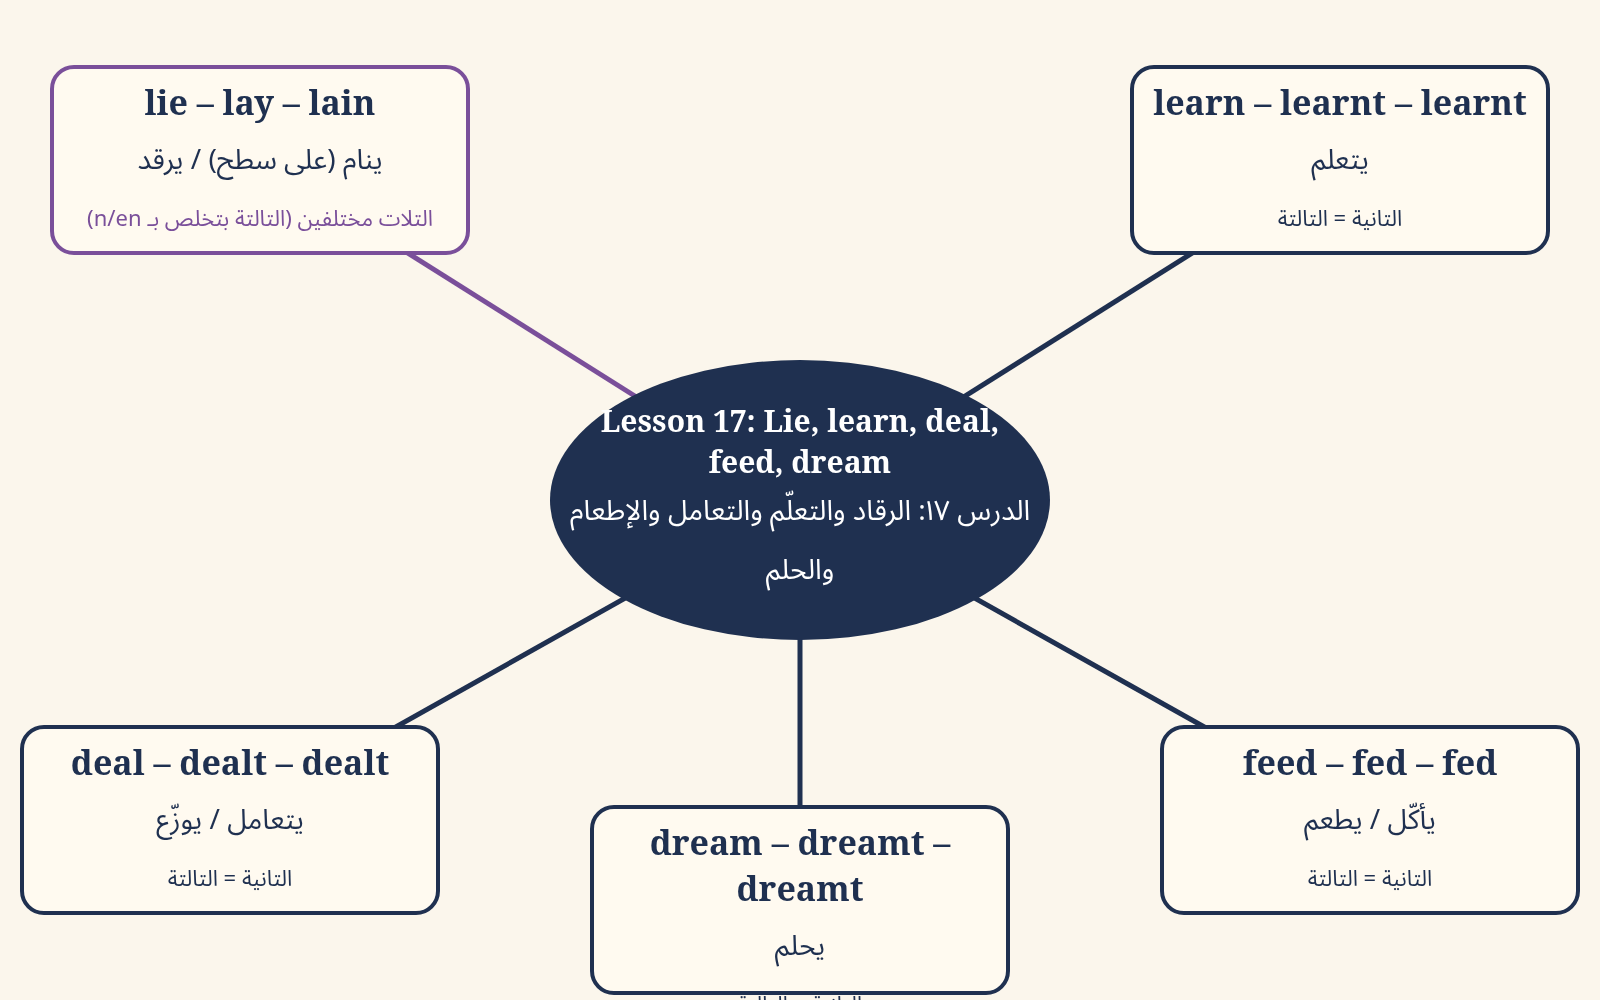 lie – lay – lain
ينام (على سطح) / يرقد
التلات مختلفين (التالتة بتخلص بـ n/en)
learn – learnt – learnt
يتعلم
التانية = التالتة
Lesson 17: Lie, learn, deal,
feed, dream
الدرس ١٧: الرقاد والتعلّم والتعامل والإطعام
والحلم
deal – dealt – dealt
يتعامل / يوزّع
التانية = التالتة
dream – dreamt –
dreamt
يحلم
feed – fed – fed
يأكّل / يطعم
التانية = التالتة